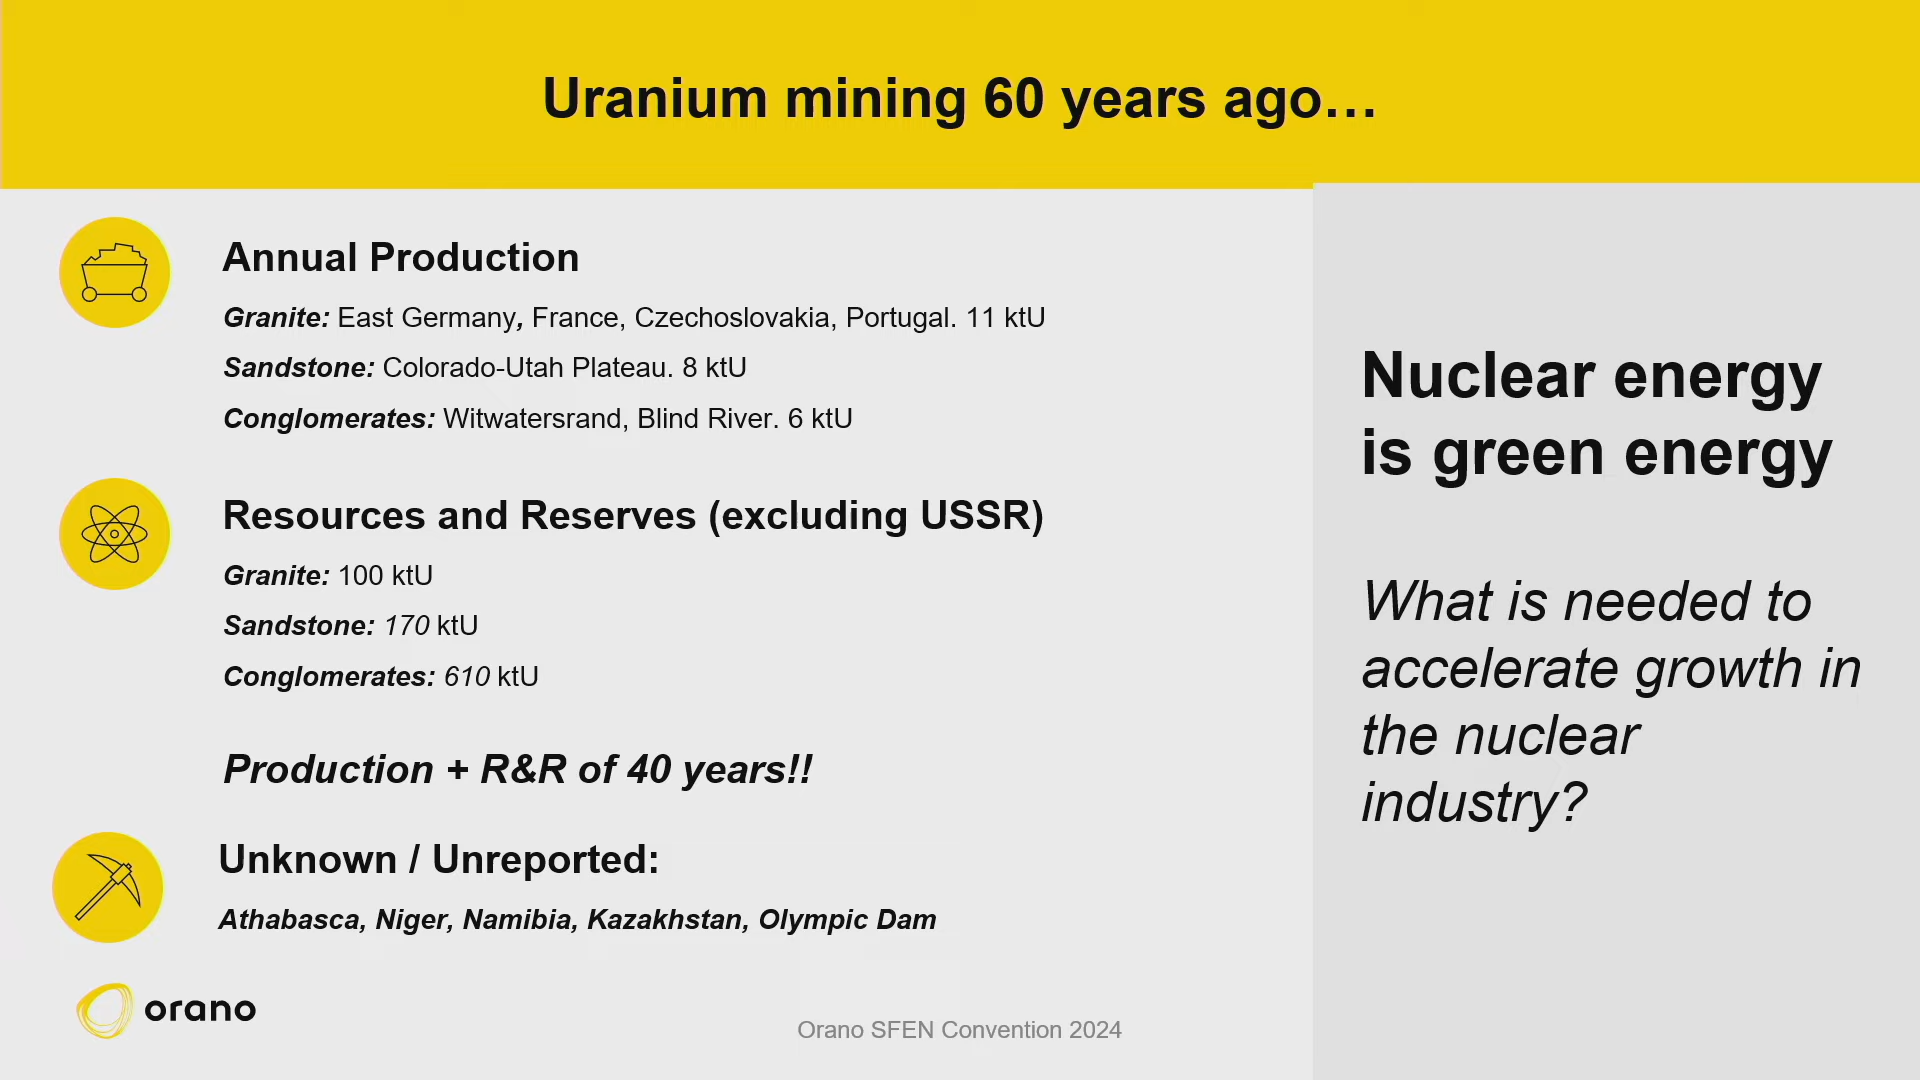 Uranium mining 60 years ago…
Annual Production
Granite: East Germany, France, Czechoslovakia, Portugal. 11 ktU
Sandstone: Colorado-Utah Plateau. 8 ktU
Conglomerates: Witwatersrand, Blind River. 6 ktU
Resources and Reserves (excluding USSR)
Granite: 100 ktU
Sandstone: 170 ktU
Conglomerates: 610 ktU
Production + R&R of 40 years!!
Unknown / Unreported:
Athabasca, Niger, Namibia, Kazakhstan, Olympic Dam
Nuclear energy
is green energy
What is needed to
accelerate growth in
the nuclear
industry?
orano
Orano SFEN Convention 2024